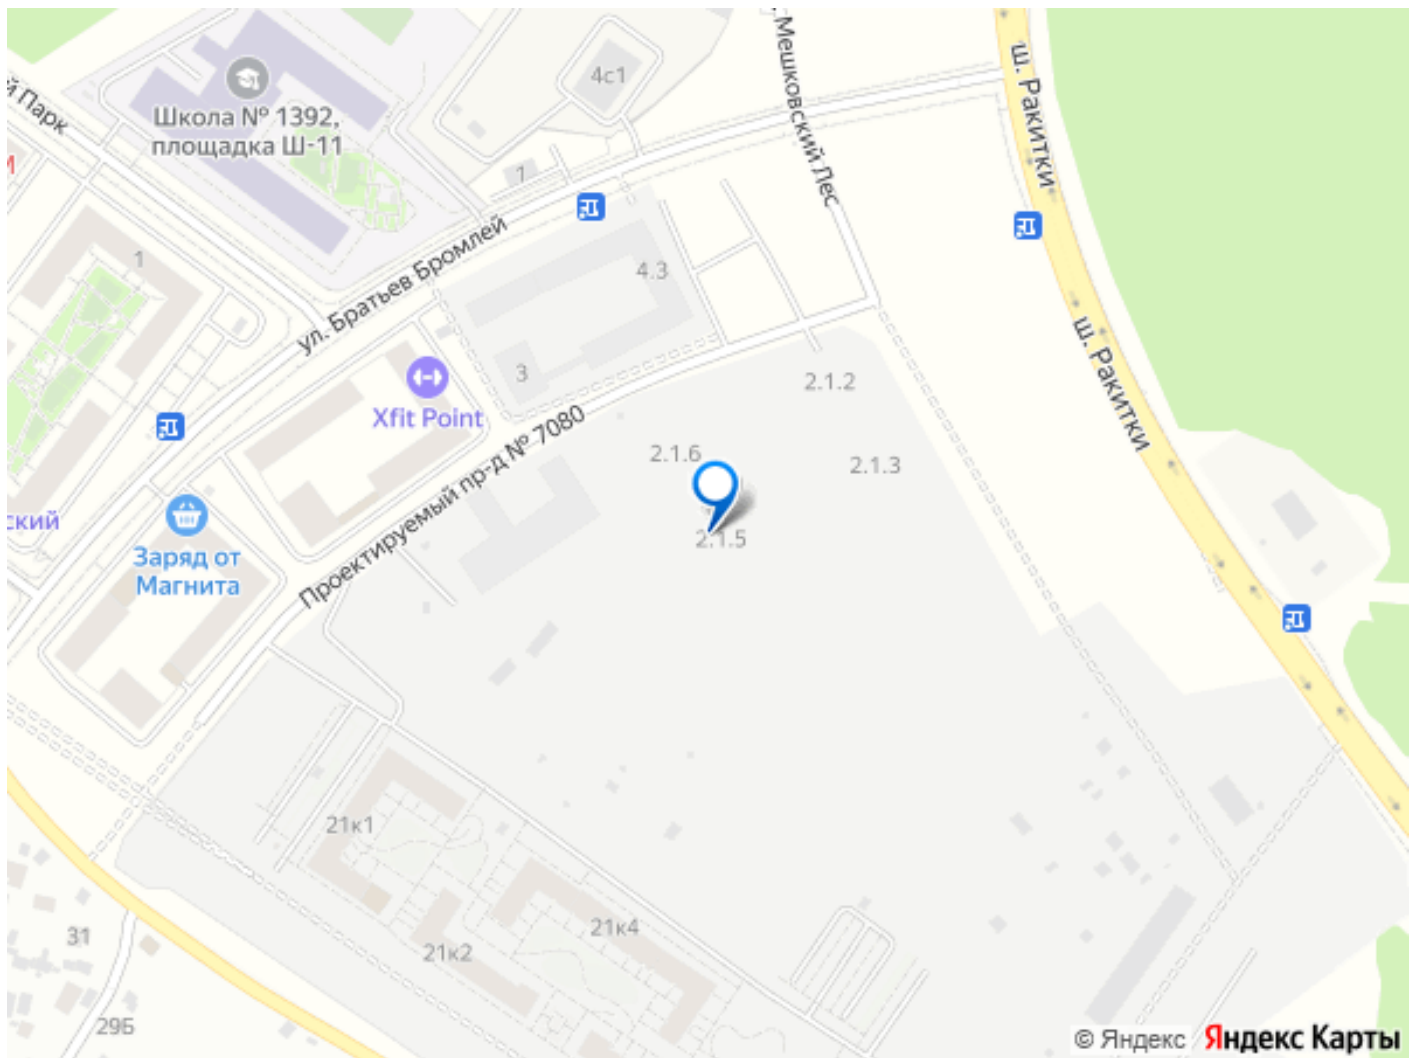 4с1
Мешковский Лес
ш. Ракитки
й Парк
Школа № 1392,
площадка Ш-11
1
М
1
ул. Братьев Бромлей
4.3
3
ш. Ракитки
2.1.2
Xfit Point
2.1.6
2.1.3
Проектируемый пр-д № 7080
2.1.5
ский
Заряд от
Магнита
21к1
21к4
21к2
31
29Б
© Яндекс Яндекс Карты